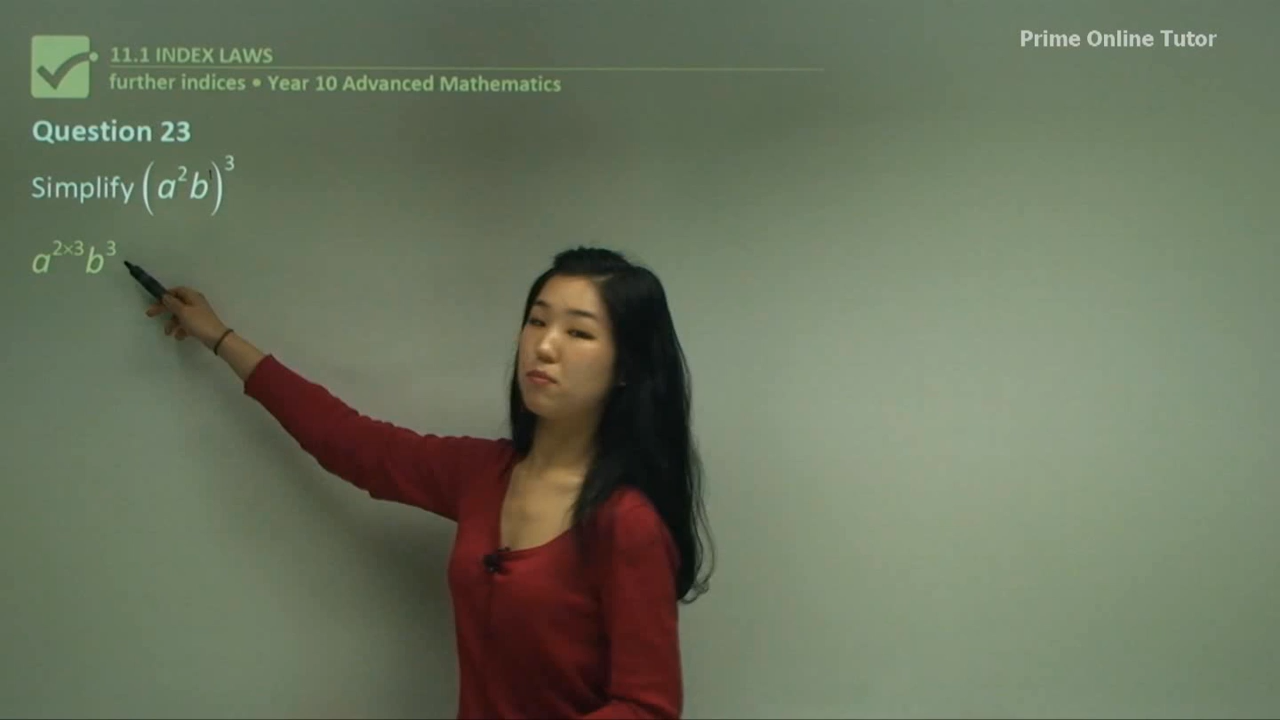 Prime Online Tutor
11.1 INDEX LAWS
further indices • Year 10 Advanced Mathematics
Question 23
Simplify (a²b)³
a²ˣ³b³